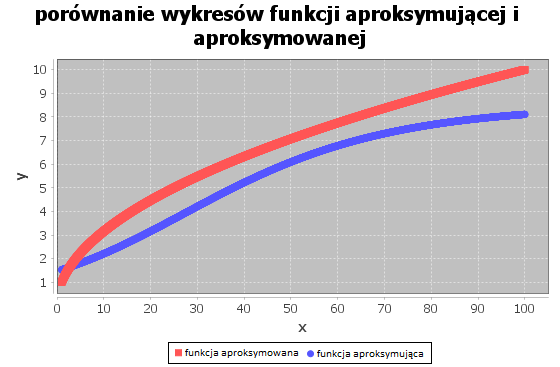 porównanie wykresów funkcji aproksymującej i
aproksymowanej
y
10
9
8
7
6
5
4
3
2
1
0 10 20 30 40 50 60 70 80 90 100
x
funkcja aproksymowana funkcja aproksymująca